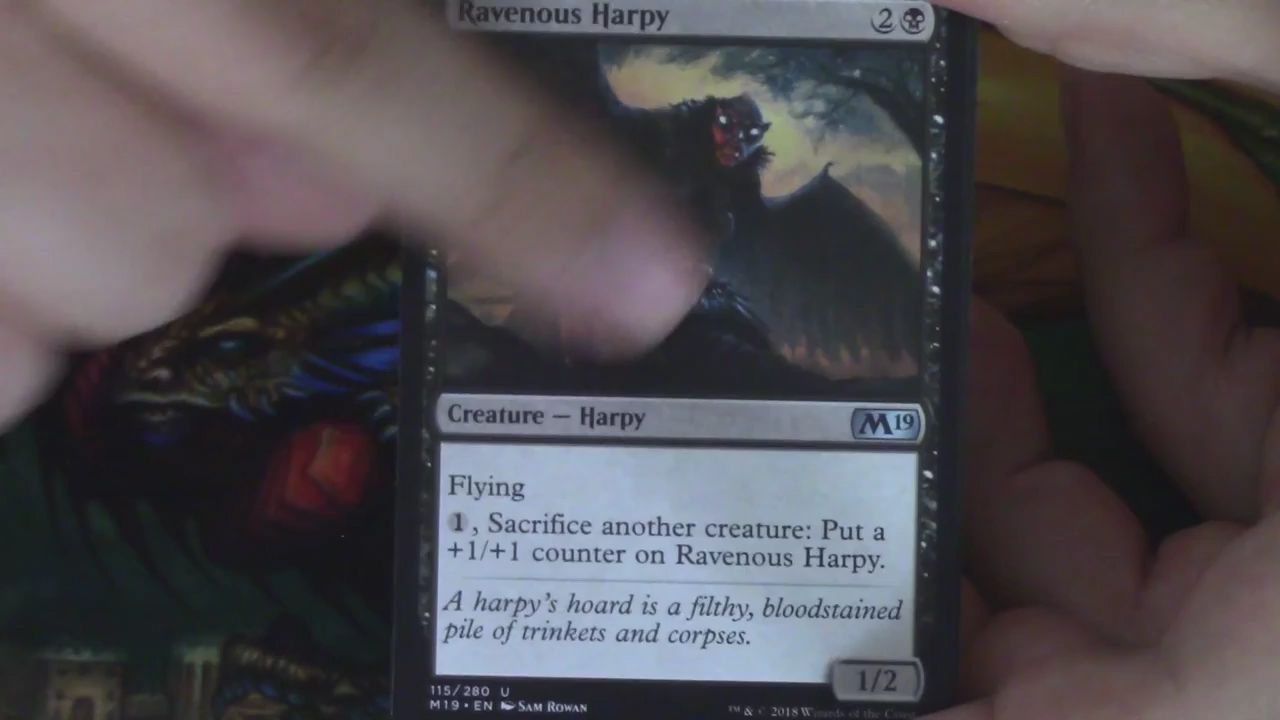 Ravenous Harpy 2
Creature — Harpy M19
Flying
1, Sacrifice another creature: Put a
+1/+1 counter on Ravenous Harpy.
A harpy's hoard is a filthy, bloodstained
pile of trinkets and corpses.
1/2
115/280 U
M19 • EN Sam Rowan
™ & © 2018 Wizards of the Coast